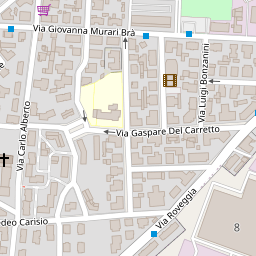 Via Giovanna Murari Brà
Via Luigi Bonzanini
Via Carlo Alberto
Via Gaspare Del Carretto
Via Roveggia
deo Carisio
8